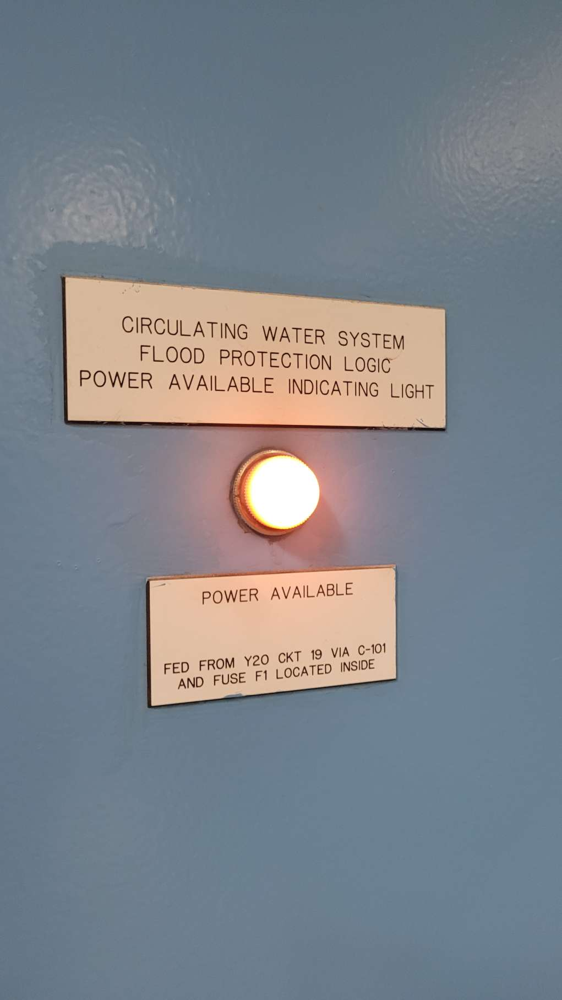 CIRCULATING WATER SYSTEM
FLOOD PROTECTION LOGIC
POWER AVAILABLE INDICATING LIGHT
POWER AVAILABLE
FED FROM Y20 CKT 19 VIA C-101
AND FUSE F1 LOCATED INSIDE